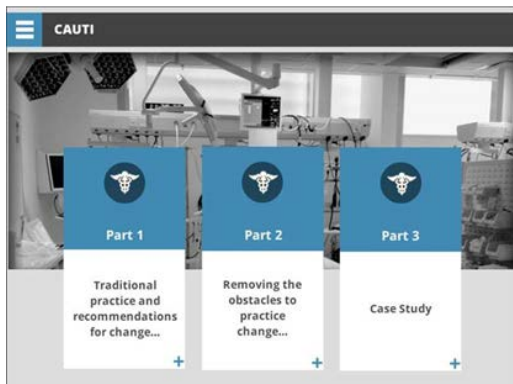 CAUTI
Part 1
Traditional
practice and
recommendations
for change...
+
Part 2
Removing the
obstacles to
practice
change...
+
Part 3
Case Study
+